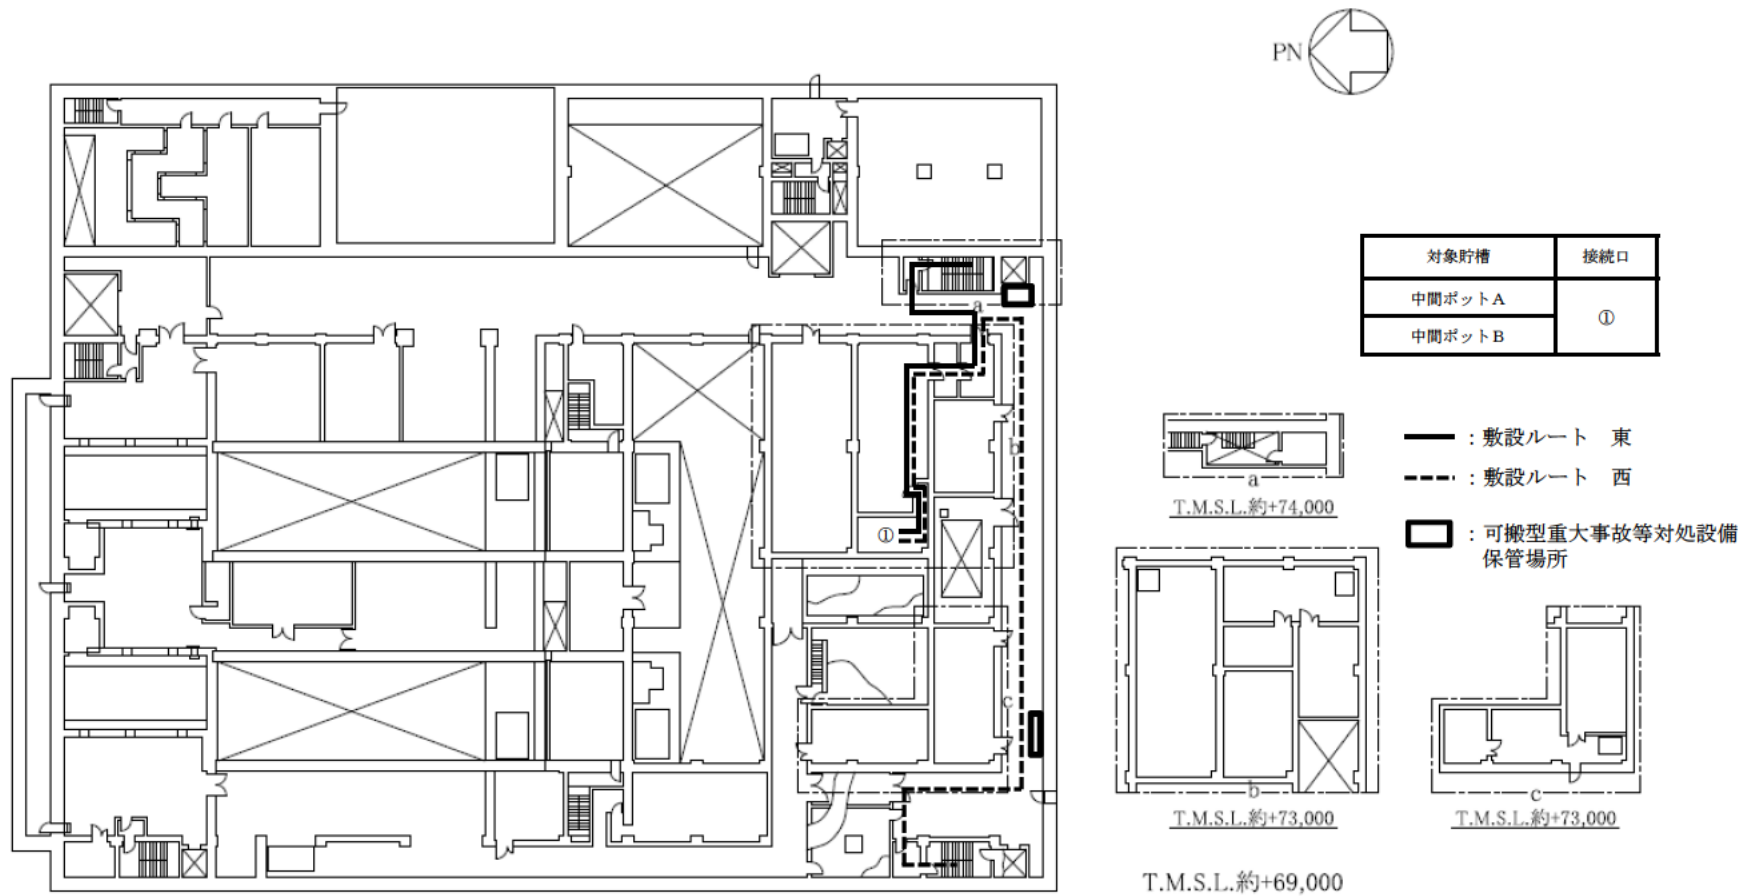 PN
対象貯槽 接続口
中間ポットA ①
中間ポットB
a
b
①
c
：敷設ルート　東
：敷設ルート　西
：可搬型重大事故等対処設備
保管場所
a
T.M.S.L.約+74,000
b
T.M.S.L.約+73,000
c
T.M.S.L.約+73,000
T.M.S.L.約+69,000